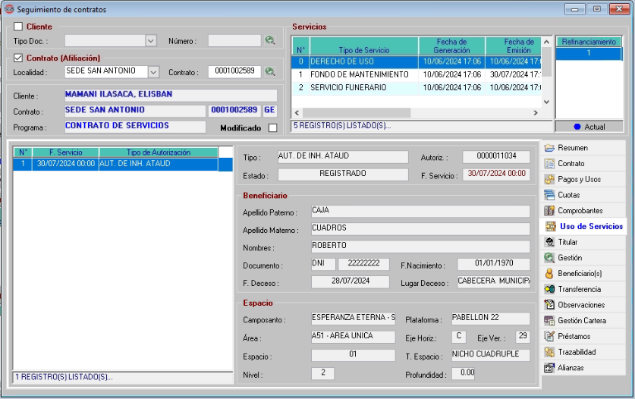 Seguimiento de contratos
Cliente
Tipo Doc. :
Número :
Contrato (Afiliación)
Localidad : SEDE SAN ANTONIO Contrato : 0001002589
Cliente : MAMANI ILASACA, ELISBAN
Contrato : SEDE SAN ANTONIO 0001002589 GE
Programa : CONTRATO DE SERVICIOS Modificado
Servicios
N° Tipo de Servicio Fecha de Generación Fecha de Emisión
0 DERECHO DE USO 10/06/2024 17:06 10/06/2024 17:0
1 FONDO DE MANTENIMIENTO 10/06/2024 17:06 30/07/2024 17:
2 SERVICIO FUNERARIO 10/06/2024 17:06 10/06/2024 17:0
5 REGISTRO(S) LISTADO(S)...
Refinanciamiento
1
Actual
N° F. Servicio Tipo de Autorización
1 30/07/2024 00:00 AUT. DE INH. ATAUD
1 REGISTRO(S) LISTADO(S)...
Tipo : AUT. DE INH. ATAUD Autoriz. : 0000011034
Estado : REGISTRADO F. Servicio : 30/07/2024 00:00
Beneficiario
Apellido Paterno : CAJA
Apellido Materno : CUADROS
Nombres : ROBERTO
Documento : DNI 22222222 F.Nacimiento : 01/01/1970
F. Deceso : 28/07/2024 Lugar Deceso : CABECERA MUNICIP
Espacio
Camposanto : ESPERANZA ETERNA - S Plataforma : PABELLON 22
Área : A51 - AREA UNICA Eje Horiz : C Eje Ver. : 29
Espacio : 01 T. Espacio : NICHO CUADRUPLE
Nivel : 2 Profundidad : 0.00
Resumen
Contrato
Pagos y Usos
Cuotas
Comprobantes
Uso de Servicios
Titular
Gestión
Beneficiario(s)
Transferencia
Observaciones
Gestión Cartera
Préstamos
Trazabilidad
Alianzas